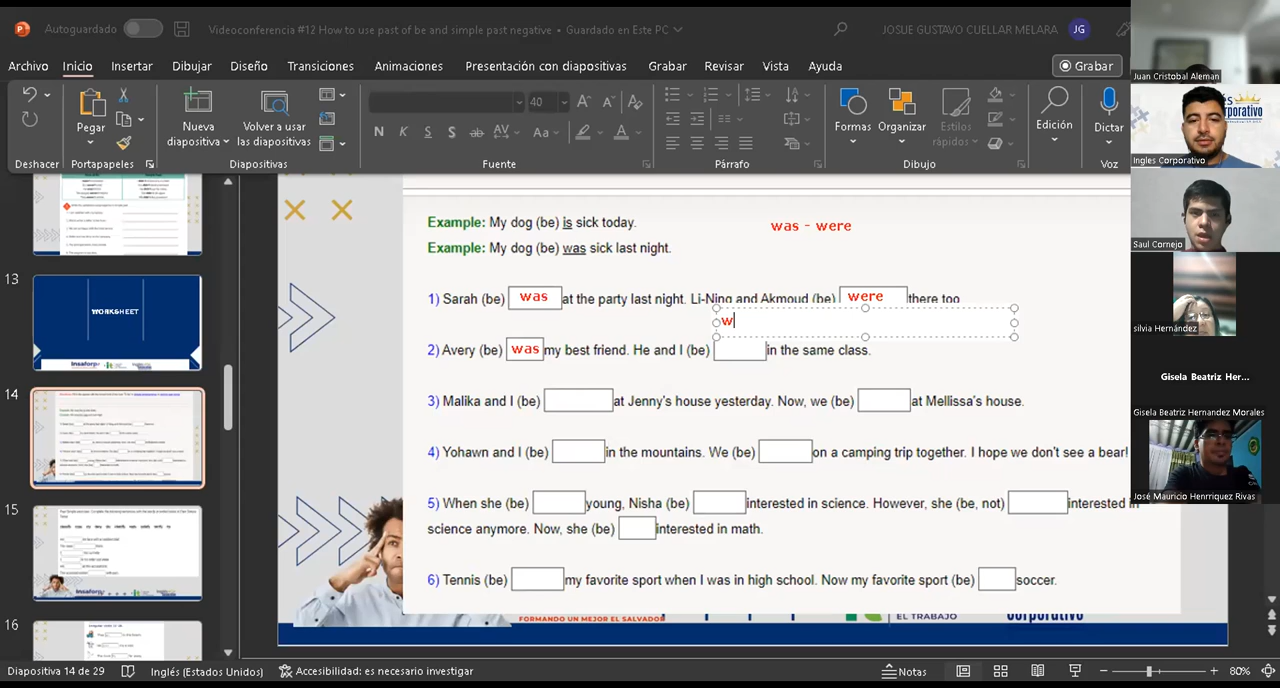 Autoguardado
Videoconferencia #12 How to use past of be and simple past negative • Guardado en Este PC
JOSUE GUSTAVO CUELLAR MELARA
JG
Archivo Inicio Insertar Dibujar Diseño Transiciones Animaciones Presentación con diapositivas Grabar Revisar Vista Ayuda
Grabar
Pegar
Nueva diapositiva
Volver a usar las diapositivas
40
Formas
Organizar
Estilos rápidos
Edición
Dictar
Deshacer
Portapapeles
Diapositivas
Fuente
Párrafo
Dibujo
Voz
Juan Cristobal Aleman
Ingles Corporativo
Saul Cornejo
silvia Hernández
Gisela Beatriz Her...
Gisela Beatriz Hernandez Morales
José Mauricio Henrriquez Rivas
13
WORKSHEET
14
15
16
Example: My dog (be) is sick today.
was - were
Example: My dog (be) was sick last night.
1) Sarah (be) was at the party last night. Li-Ning and Akmoud (be) were there too
w
2) Avery (be) was my best friend. He and I (be) in the same class.
3) Malika and I (be) at Jenny's house yesterday. Now, we (be) at Mellissa's house.
4) Yohawn and I (be) in the mountains. We (be) on a camping trip together. I hope we don't see a bear!
5) When she (be) young, Nisha (be) interested in science. However, she (be, not) interested in
science anymore. Now, she (be) interested in math.
6) Tennis (be) my favorite sport when I was in high school. Now my favorite sport (be) soccer.
FORMANDO UN MEJOR EL SALVADOR
EL TRABAJO
corporativo
Diapositiva 14 de 29
Inglés (Estados Unidos)
Accesibilidad: es necesario investigar
Notas
80%